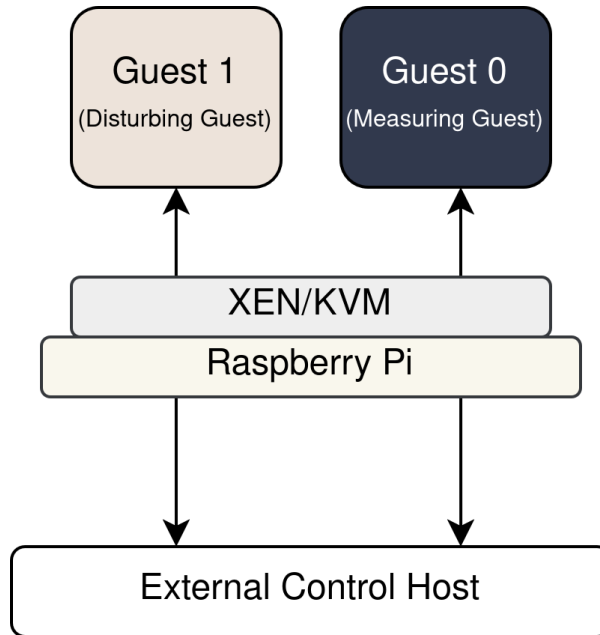 Guest 1
(Disturbing Guest)
Guest 0
(Measuring Guest)
XEN/KVM
Raspberry Pi
External Control Host